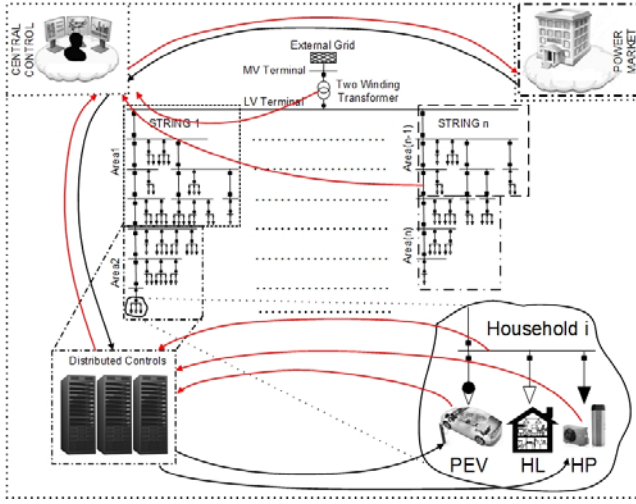 CENTRAL
CONTROL
External Grid
MV Terminal
Two Winding
Transformer
LV Terminal
POWER
MARKET
STRING 1
STRING n
Area1
Area(n-1)
Area2
Area(n)
Distributed Controls
Household i
PEV
HL
HP